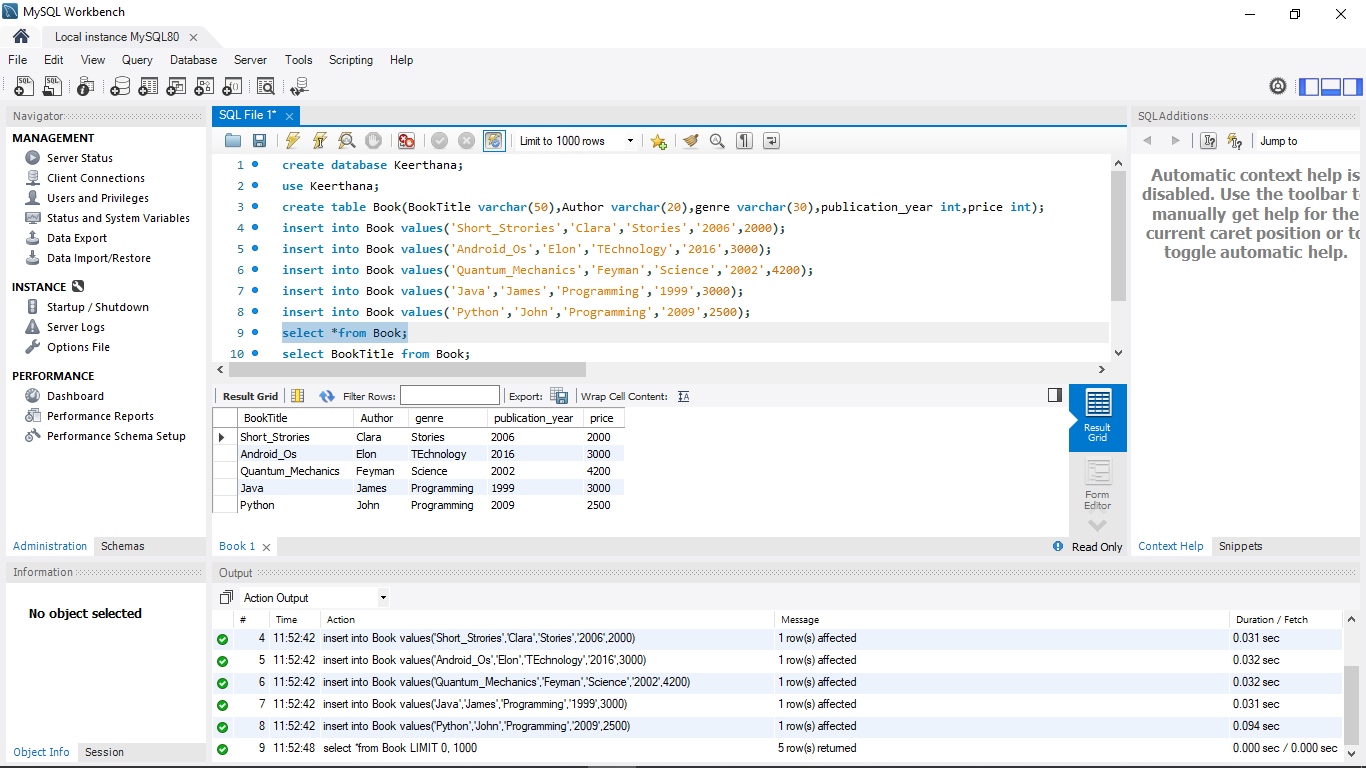 MySQL Workbench
Local instance MySQL80
File Edit View Query Database Server Tools Scripting Help
Navigator
MANAGEMENT
Server Status
Client Connections
Users and Privileges
Status and System Variables
Data Export
Data Import/Restore
INSTANCE
Startup / Shutdown
Server Logs
Options File
PERFORMANCE
Dashboard
Performance Reports
Performance Schema Setup
Administration Schemas
Information
No object selected
Object Info Session
SQL File 1*
Limit to 1000 rows
1 create database Keerthana;
2 use Keerthana;
3 create table Book(BookTitle varchar(50),Author varchar(20),genre varchar(30),publication_year int,price int);
4 insert into Book values('Short_Strories','Clara','Stories','2006',2000);
5 insert into Book values('Android_Os','Elon','TEchnology','2016',3000);
6 insert into Book values('Quantum_Mechanics','Feyman','Science','2002',4200);
7 insert into Book values('Java','James','Programming','1999',3000);
8 insert into Book values('Python','John','Programming','2009',2500);
9 select *from Book;
10 select BookTitle from Book;
Result Grid Filter Rows: Export: Wrap Cell Content:
BookTitle Author genre publication_year price
Short_Strories Clara Stories 2006 2000
Android_Os Elon TEchnology 2016 3000
Quantum_Mechanics Feyman Science 2002 4200
Java James Programming 1999 3000
Python John Programming 2009 2500
Result
Grid
Form
Editor
Book 1
Read Only
SQLAdditions
Jump to
Automatic context help is
disabled. Use the toolbar t
manually get help for the
current caret position or to
toggle automatic help.
Context Help Snippets
Output
Action Output
# Time Action Message Duration / Fetch
4 11:52:42 insert into Book values('Short_Strories','Clara','Stories','2006',2000) 1 row(s) affected 0.031 sec
5 11:52:42 insert into Book values('Android_Os','Elon','TEchnology','2016',3000) 1 row(s) affected 0.032 sec
6 11:52:42 insert into Book values('Quantum_Mechanics','Feyman','Science','2002',4200) 1 row(s) affected 0.032 sec
7 11:52:42 insert into Book values('Java','James','Programming','1999',3000) 1 row(s) affected 0.031 sec
8 11:52:42 insert into Book values('Python','John','Programming','2009',2500) 1 row(s) affected 0.094 sec
9 11:52:48 select *from Book LIMIT 0, 1000 5 row(s) returned 0.000 sec / 0.000 sec